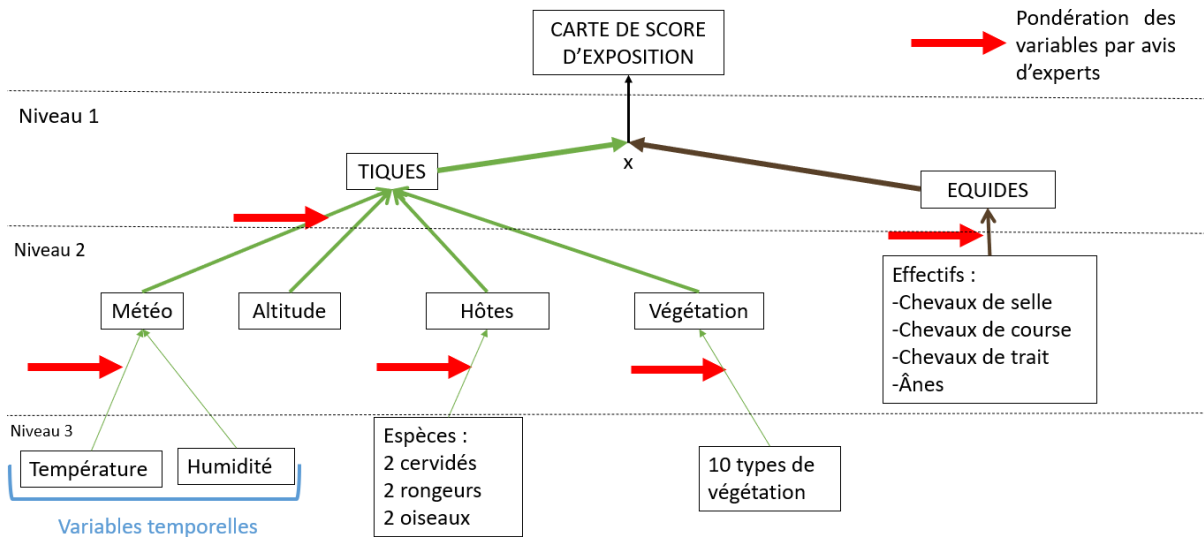 CARTE DE SCORE
D'EXPOSITION
Pondération des
variables par avis
d'experts
Niveau 1
TIQUES
x
EQUIDES
Niveau 2
Météo
Altitude
Hôtes
Végétation
Effectifs :
-Chevaux de selle
-Chevaux de course
-Chevaux de trait
-Ânes
Niveau 3
Température
Humidité
Espèces :
2 cervidés
2 rongeurs
2 oiseaux
10 types de
végétation
Variables temporelles